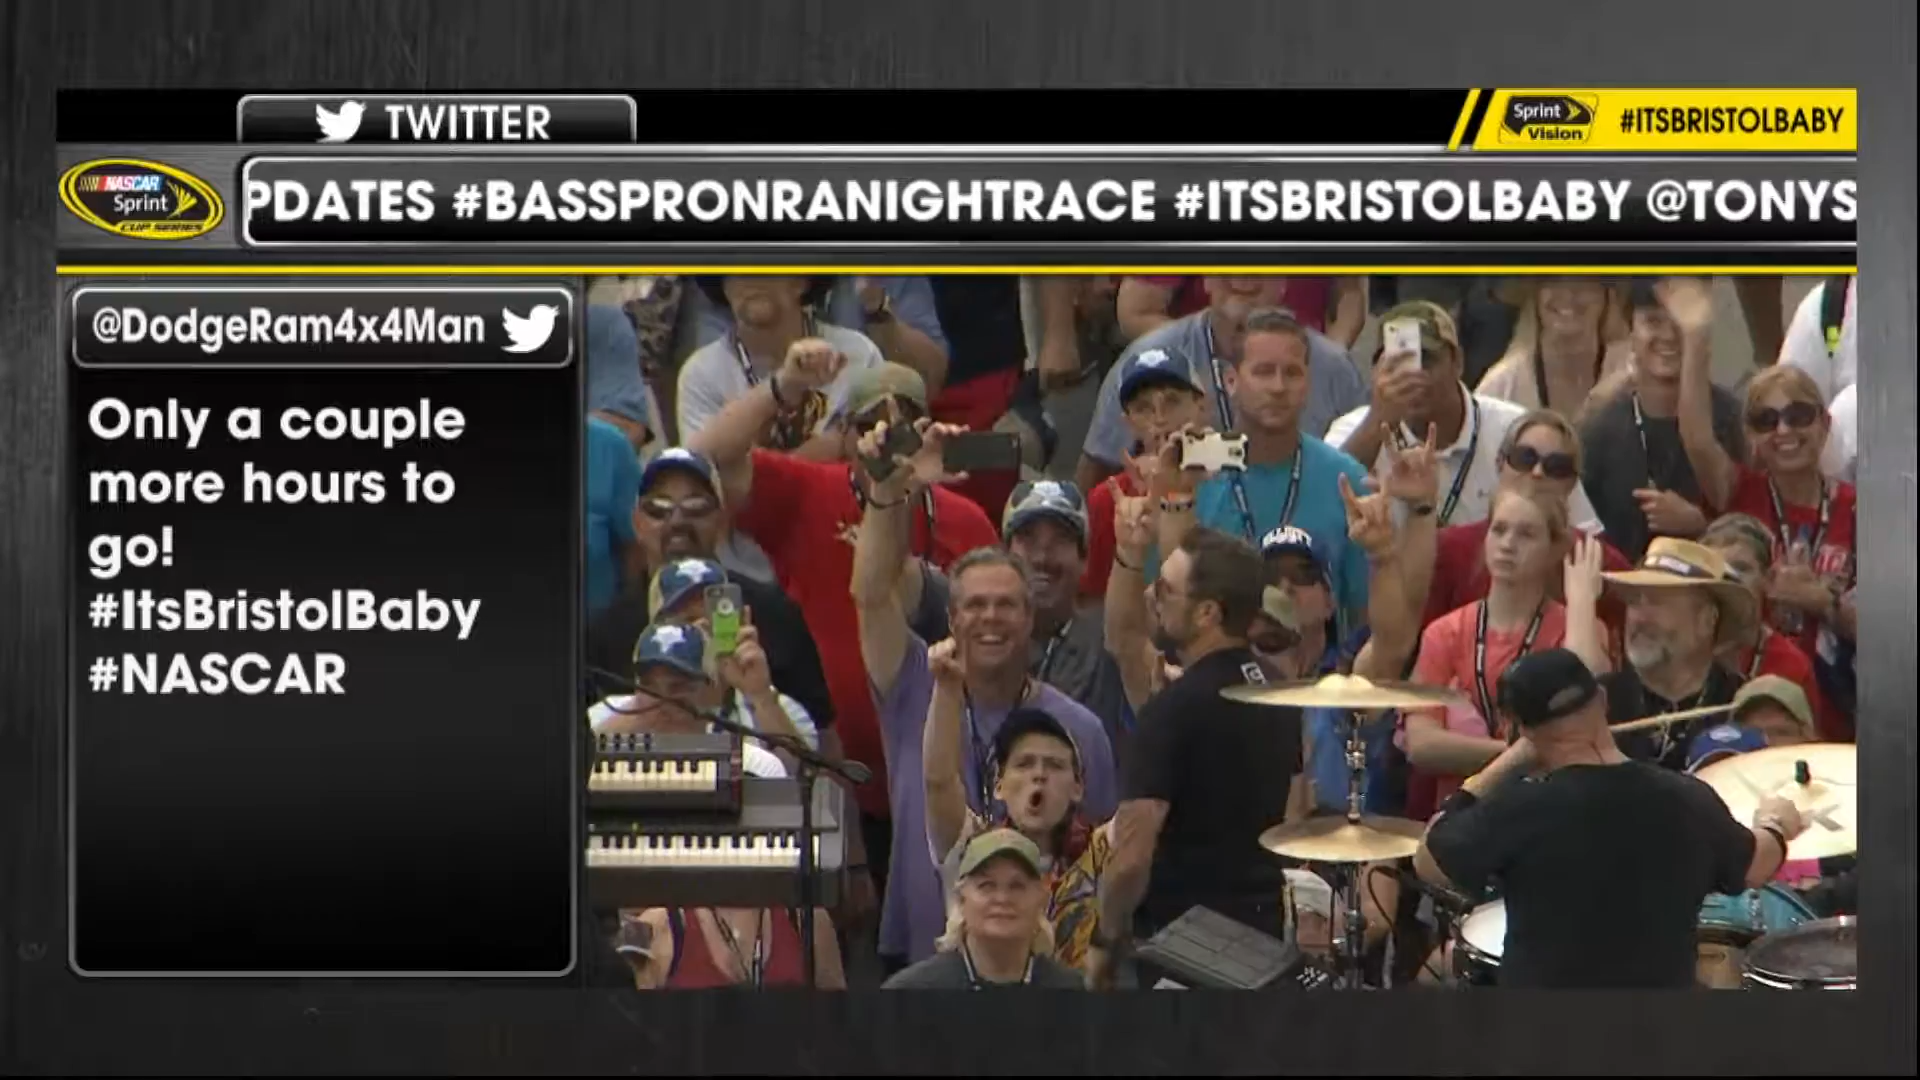 TWITTER
Sprint
Vision
#ITSBRISTOLBABY
NASCAR
Sprint
CUP SERIES
PDATES #BASSPRONRANIGHTRACE #ITSBRISTOLBABY @TONYS
@DodgeRam4x4Man
Only a couple
more hours to
go!
#ItsBristolBaby
#NASCAR
ELLIOTT